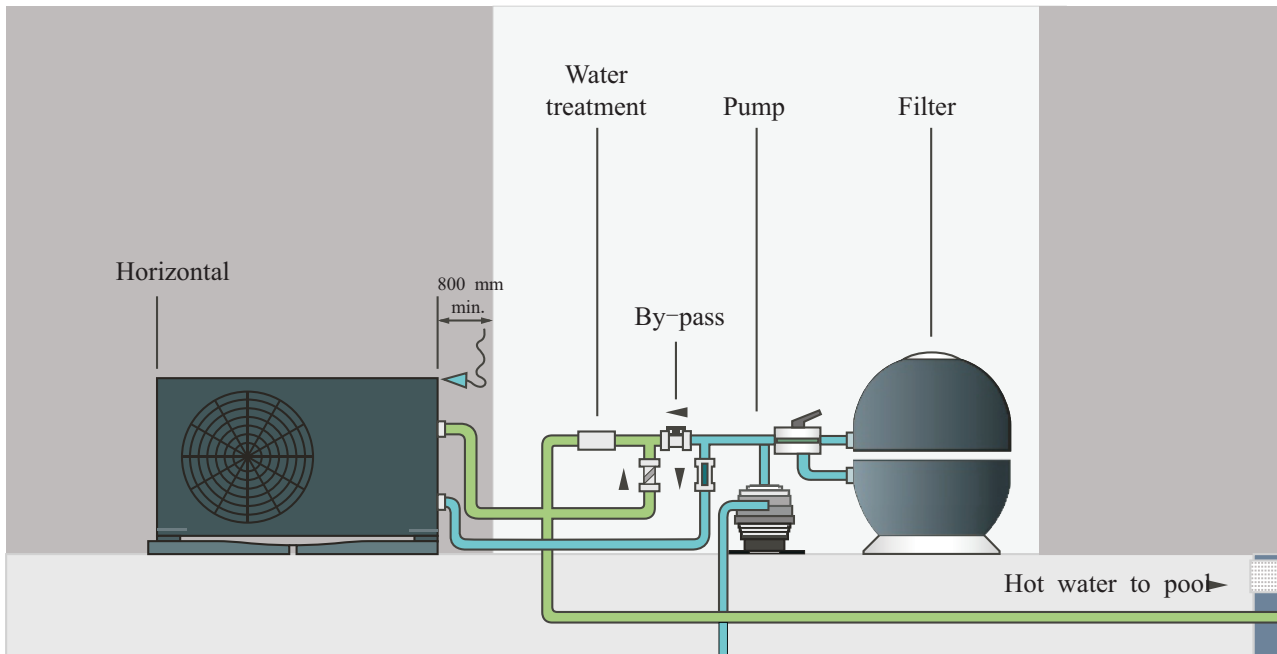 Water
treatment
Pump
Filter
Horizontal
800 mm
min.
By-pass
Hot water to pool